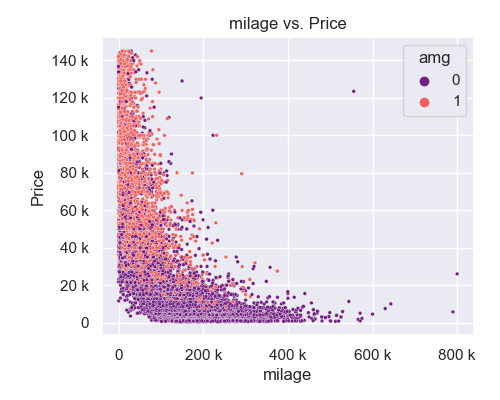 milage vs. Price
amg
0
1
140 k
120 k
100 k
80 k
60 k
40 k
20 k
0
Price
0
200 k
400 k
600 k
800 k
milage